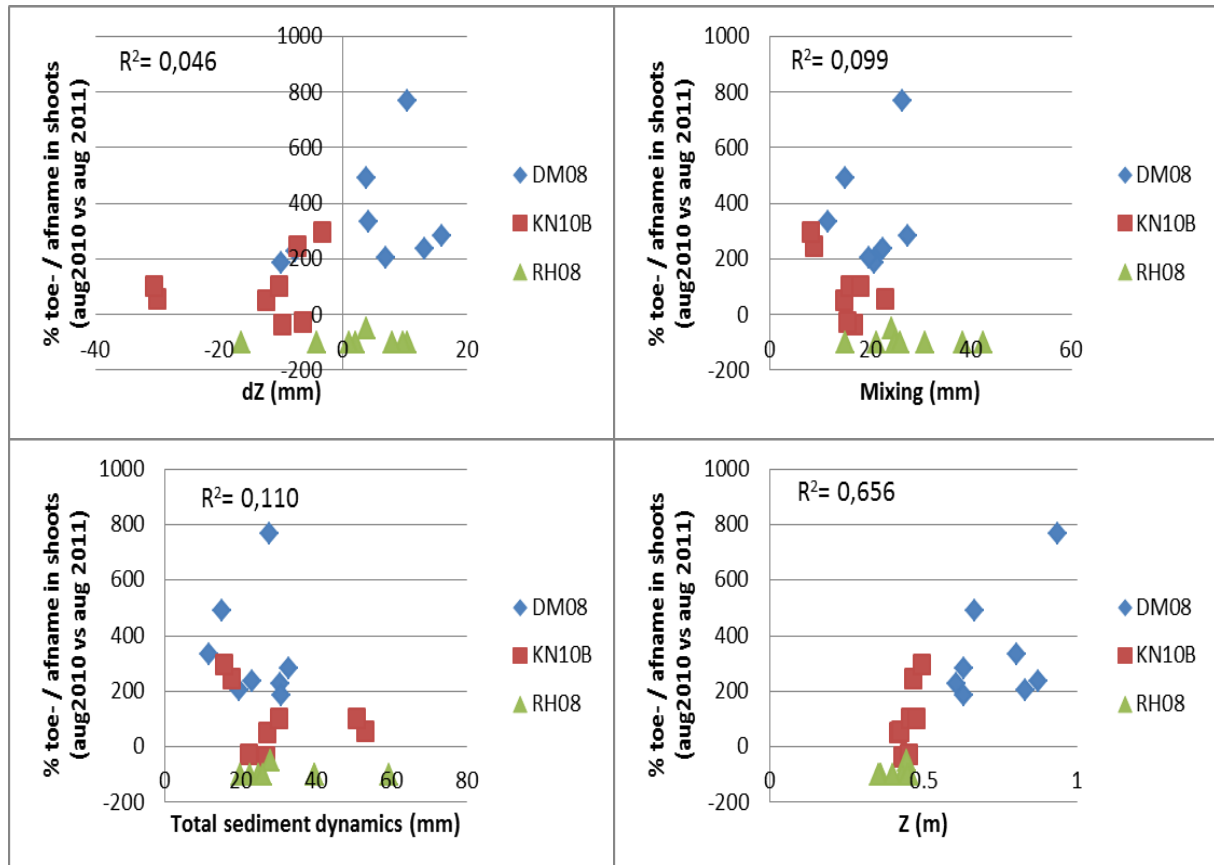 R²= 0,046
% toe- / afname in shoots
(aug2010 vs aug 2011)
1000
800
600
400
200
0
-200
-40
-20
0
20
dZ (mm)
DM08
KN10B
RH08
R²= 0,099
% toe- / afname in shoots
(aug2010 vs aug 2011)
1000
800
600
400
200
0
-200
0
20
40
60
Mixing (mm)
DM08
KN10B
RH08
R²= 0,110
% toe- / afname in shoots
(aug2010 vs aug 2011)
1000
800
600
400
200
0
-200
0
20
40
60
80
Total sediment dynamics (mm)
DM08
KN10B
RH08
R²= 0,656
% toe- / afname in shoots
(aug2010 vs aug 2011)
1000
800
600
400
200
0
-200
0
0.5
1
Z (m)
DM08
KN10B
RH08